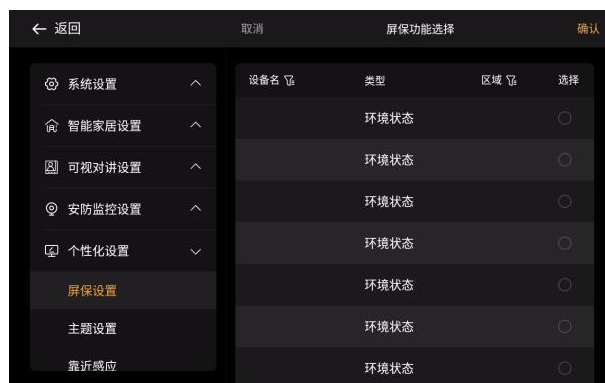 返回
取消
屏保功能选择
确认
系统设置
智能家居设置
可视对讲设置
安防监控设置
个性化设置
屏保设置
主题设置
靠近感应
设备名 类型 区域 选择
环境状态
环境状态
环境状态
环境状态
环境状态
环境状态
环境状态